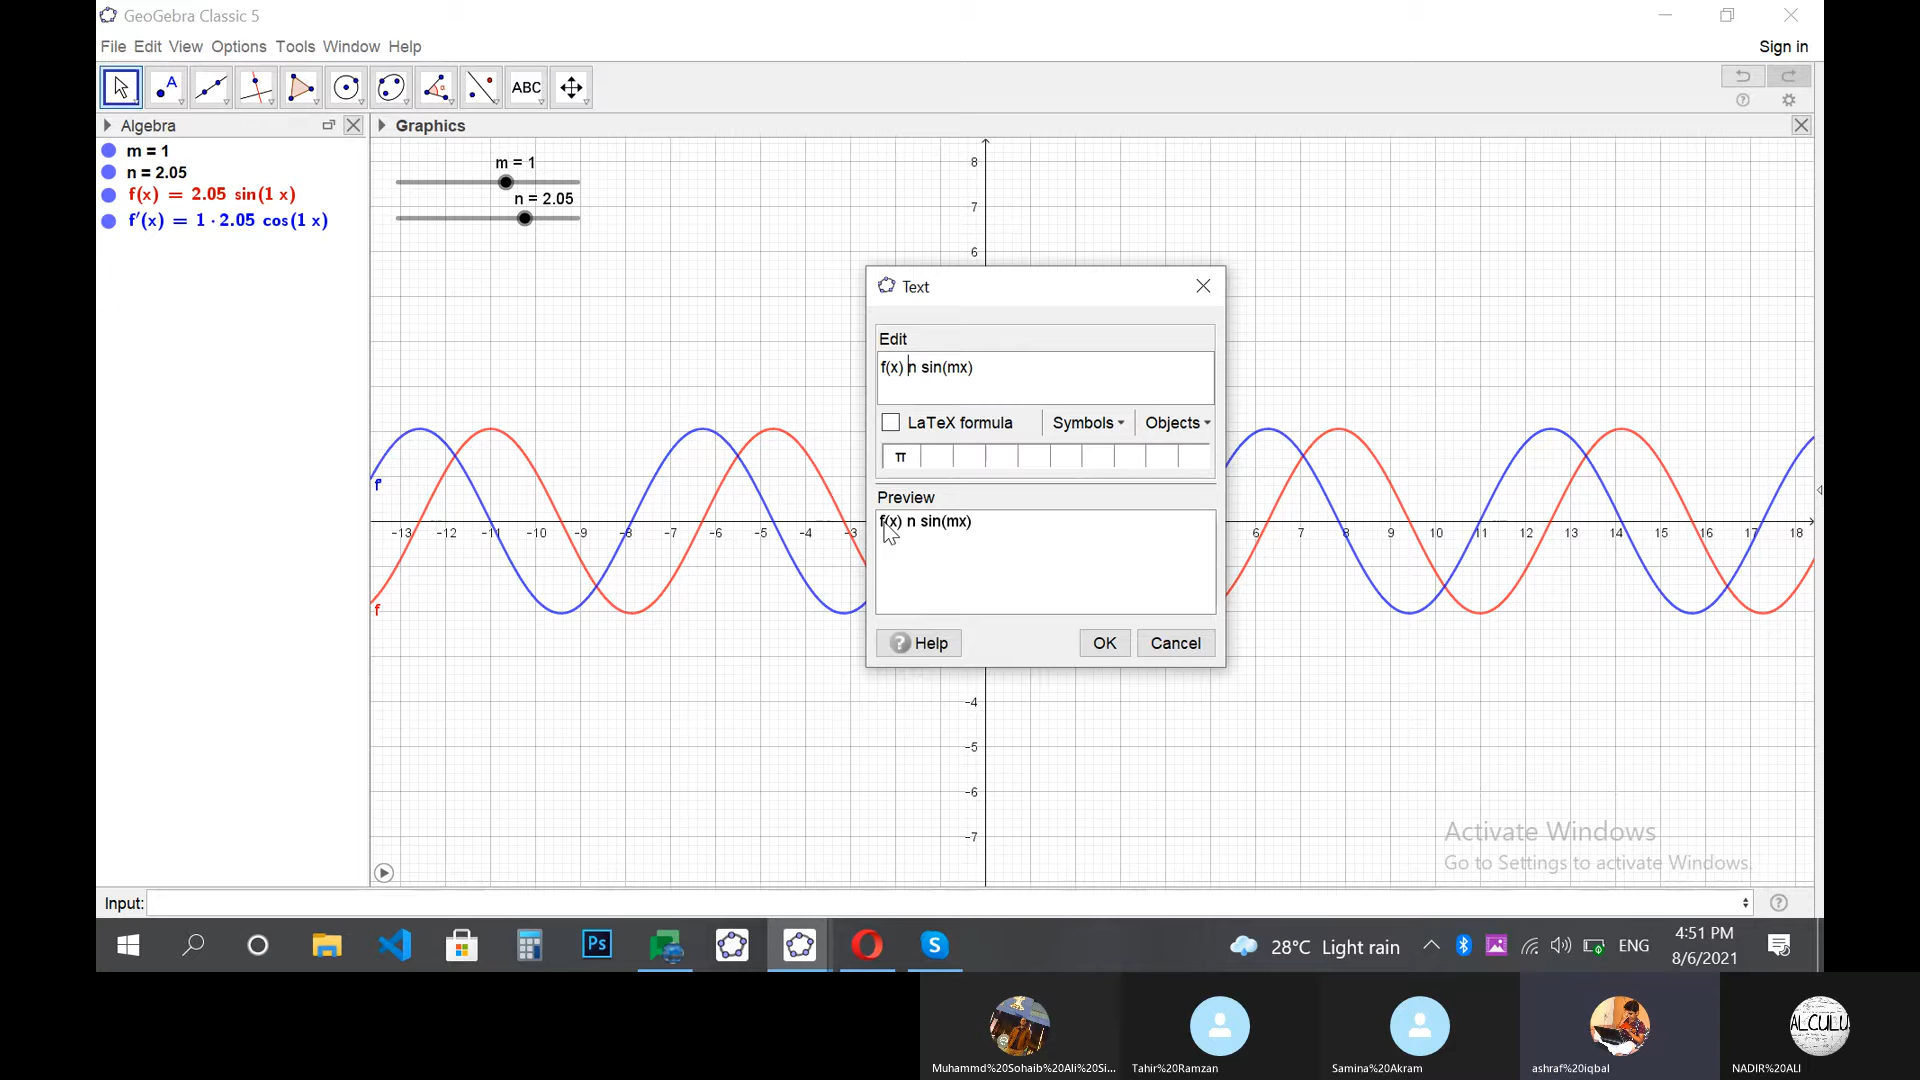 GeoGebra Classic 5
File Edit View Options Tools Window Help
Sign in
A
ABC
Algebra
Graphics
m = 1
n = 2.05
f(x) = 2.05 sin(1 x)
f′(x) = 1 · 2.05 cos(1 x)
m = 1
n = 2.05
8
7
6
Text
Edit
f(x) n sin(mx)
LaTeX formula Symbols Objects
π
Preview
f(x) n sin(mx)
Help OK Cancel
f'
f
-13 -12 -11 -10 -9 -8 -7 -6 -5 -4 -3 6 7 8 9 10 11 12 13 14 15 16 17 18
-4
-5
-6
-7
Activate Windows
Go to Settings to activate Windows.
Input:
Ps
S
28°C Light rain
ENG
4:51 PM
8/6/2021
ALCULU
Muhammd%20Sohaib%20Ali%20Si...
Tahir%20Ramzan
Samina%20Akram
ashraf%20iqbal
NADIR%20ALI